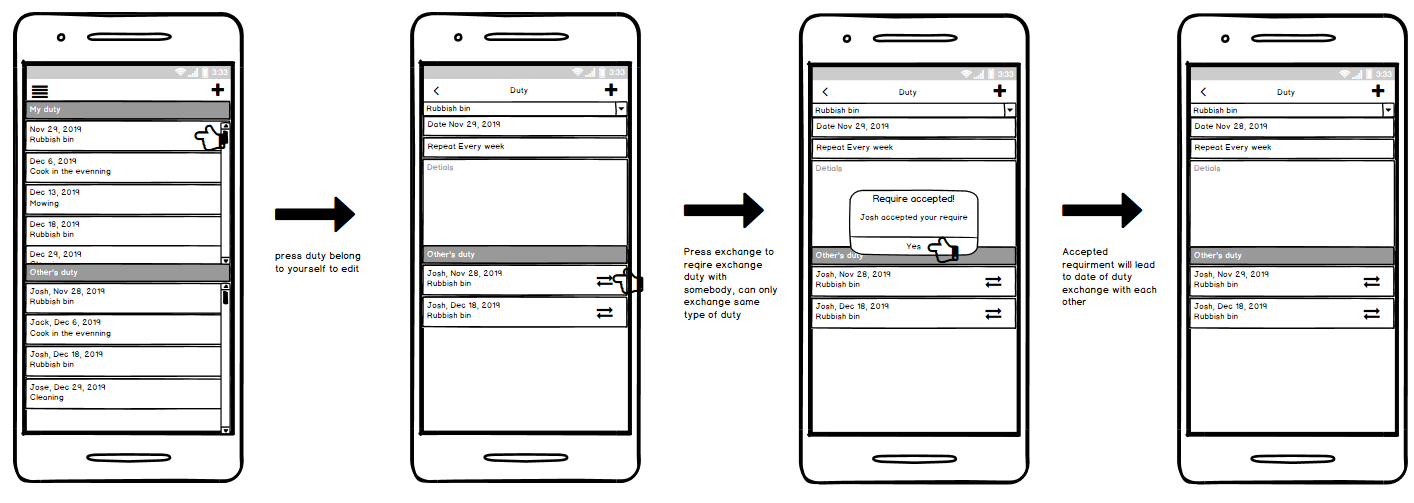 3:33
My duty
Nov 29, 2019
Rubbish bin
Dec 6, 2019
Cook in the evenning
Dec 13, 2019
Mowing
Dec 18, 2019
Rubbish bin
Dec 29, 2019
Other's duty
Josh, Nov 28, 2019
Rubbish bin
Jack, Dec 6, 2019
Cook in the evenning
Josh, Dec 18, 2019
Rubbish bin
Jose, Dec 29, 2019
Cleaning
press duty belong
to yourself to edit
3:33
Duty
Rubbish bin
Date Nov 29, 2019
Repeat Every week
Detials
Other's duty
Josh, Nov 28, 2019
Rubbish bin
Josh, Dec 18, 2019
Rubbish bin
Press exchange to
reqire exchange
duty with
somebody, can only
exchange same
type of duty
3:33
Duty
Rubbish bin
Date Nov 29, 2019
Repeat Every week
Detials
Require accepted!
Josh accepted your require
Yes
Other's duty
Josh, Nov 28, 2019
Rubbish bin
Josh, Dec 18, 2019
Rubbish bin
Accepted
requirment will lead
to date of duty
exchange with each
other
3:33
Duty
Rubbish bin
Date Nov 28, 2019
Repeat Every week
Detials
Other's duty
Josh, Nov 29, 2019
Rubbish bin
Josh, Dec 18, 2019
Rubbish bin